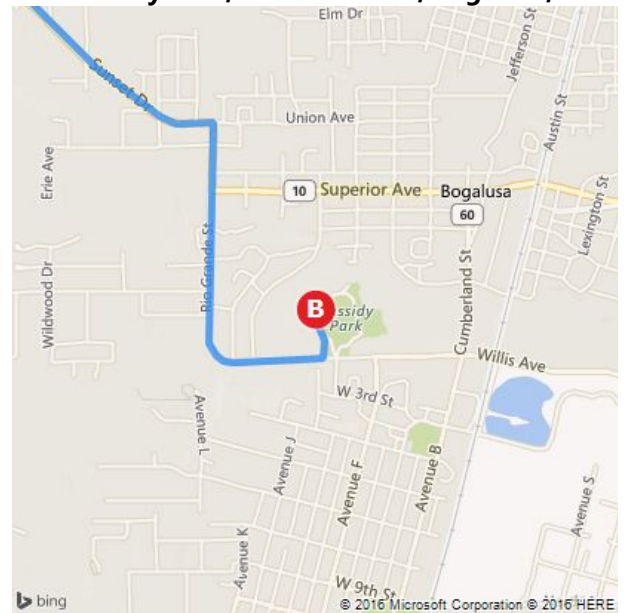 Elm Dr
Jefferson St
Sunset Dr
Austin St
Union Ave
Erie Ave
10
Superior Ave
Bogalusa
60
Lexington St
Rio Grande St
Wildwood Dr
Cumberland St
B
Cassidy
Park
Willis Ave
W 3rd St
Avenue L
Avenue J
Avenue F
Avenue B
Avenue S
Avenue K
W 9th St
bing
© 2016 Microsoft Corporation © 2016 HERE